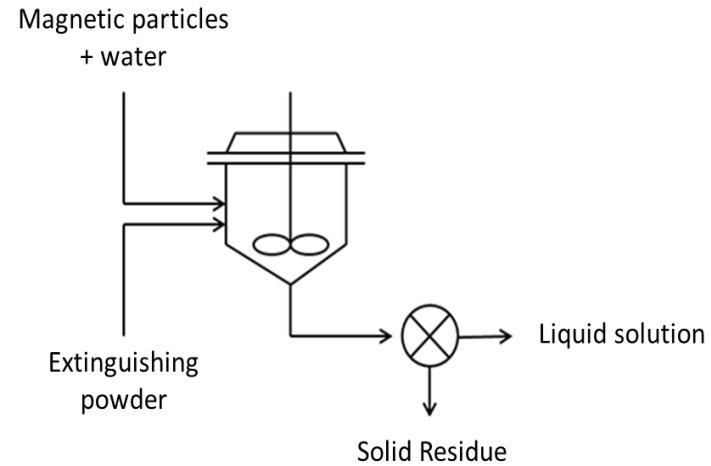 Magnetic particles
+ water
Extinguishing
powder
Liquid solution
Solid Residue